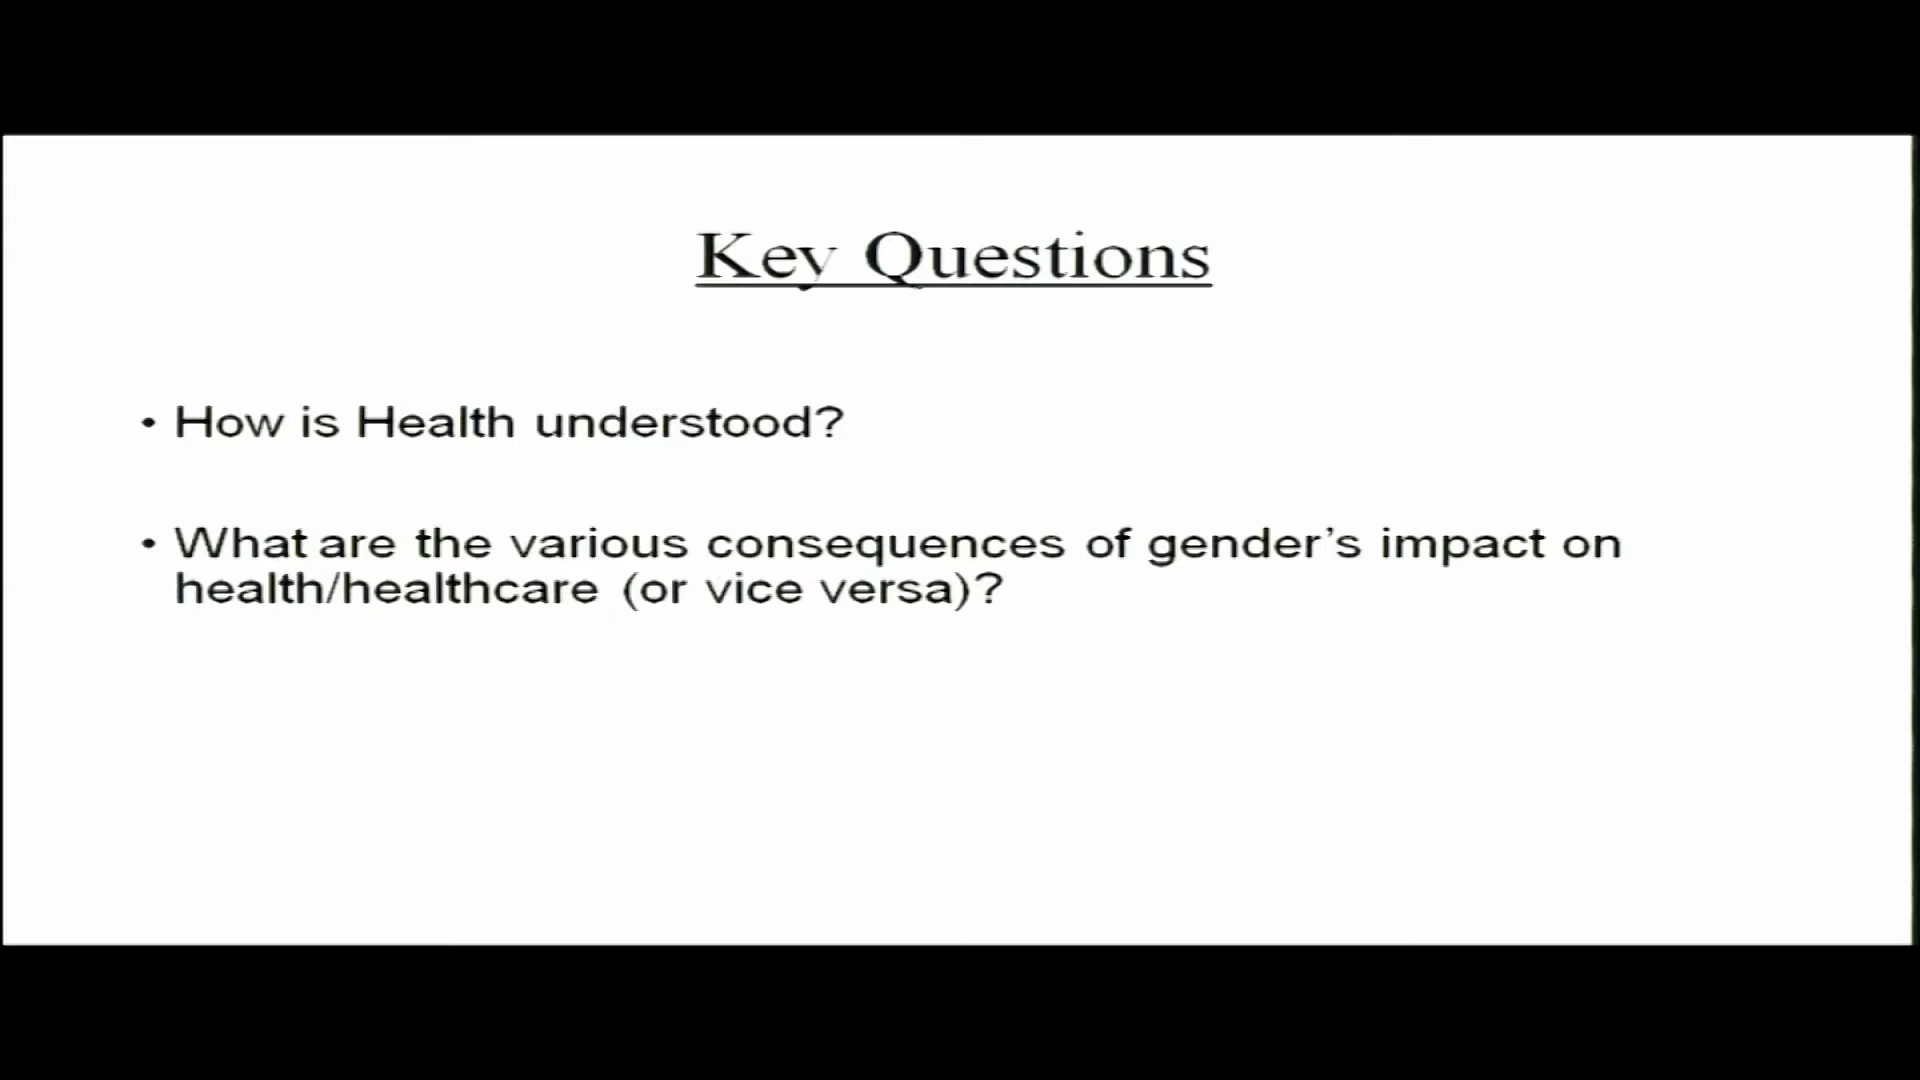 Key Questions
• How is Health understood?
• What are the various consequences of gender’s impact on
health/healthcare (or vice versa)?